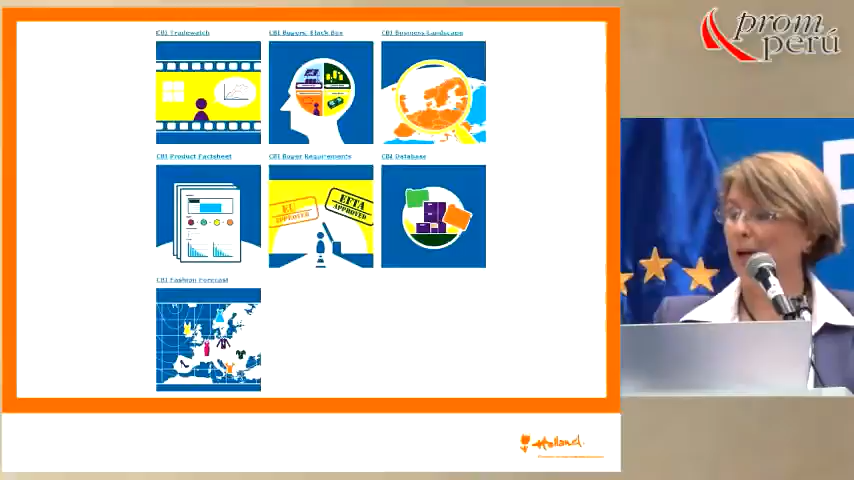 CBI Tradewatch
CBI Buyers' Black Box
CBI Business Landscape
CBI Product Factsheet
CBI Buyer Requirements
CBI Database
EU
APPROVED
EFTA
APPROVED
CBI Fashion Forecast
Holland.
prom
perú
P